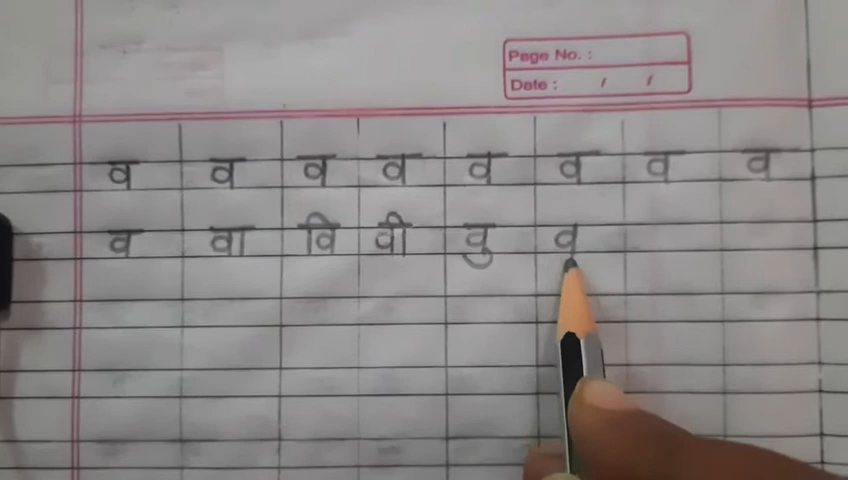 Page No. :
Date : / /
व व व व व व व व
व वा वि वी वु व